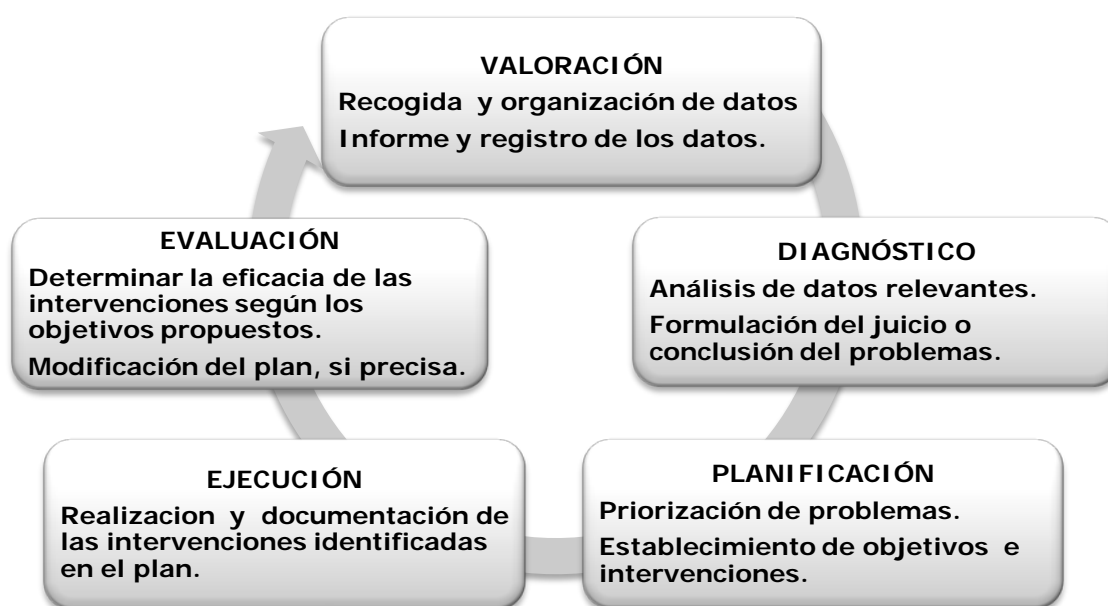 VALORACIÓN
Recogida y organización de datos
Informe y registro de los datos.
DIAGNÓSTICO
Análisis de datos relevantes.
Formulación del juicio o
conclusión del problemas.
PLANIFICACIÓN
Priorización de problemas.
Establecimiento de objetivos e
intervenciones.
EJECUCIÓN
Realizacion y documentación de
las intervenciones identificadas
en el plan.
EVALUACIÓN
Determinar la eficacia de las
intervenciones según los
objetivos propuestos.
Modificación del plan, si precisa.